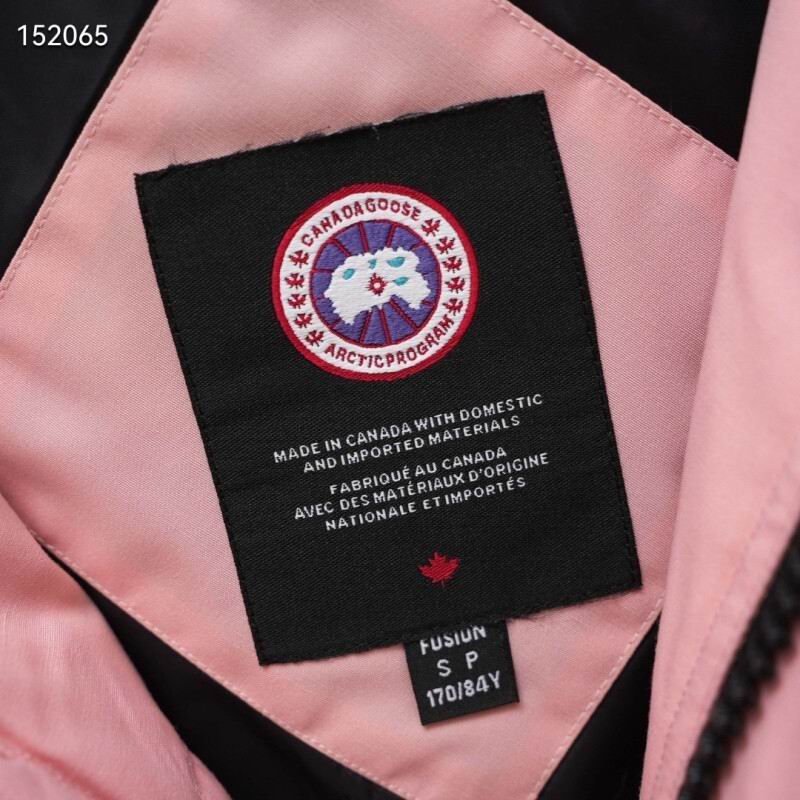 152065
CANADA GOOSE
ARCTIC PROGRAM
MADE IN CANADA WITH DOMESTIC
AND IMPORTED MATERIALS
FABRIQUÉ AU CANADA
AVEC DES MATÉRIAUX D'ORIGINE
NATIONALE ET IMPORTÉS
FUSION
S P
170/84Y